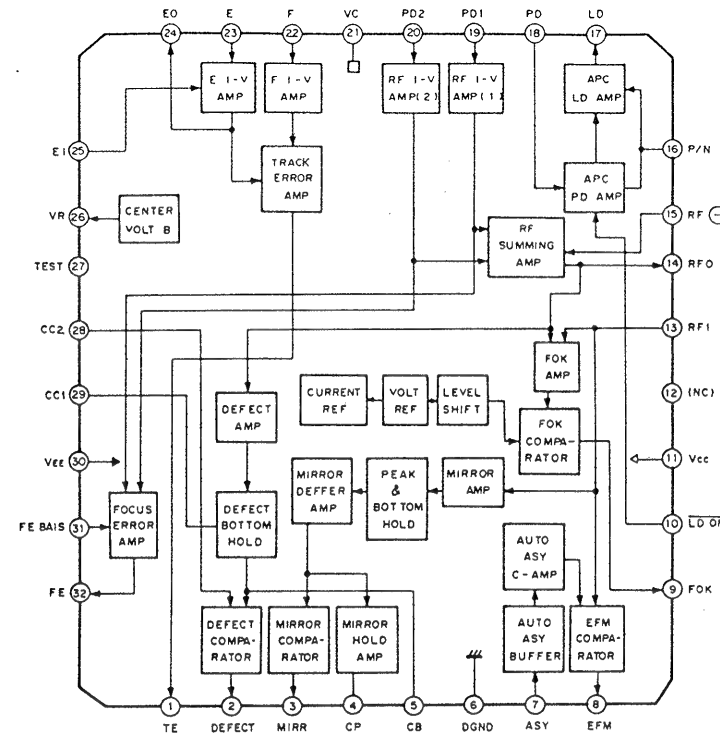 EO E F VC PD2 PD1 PD LD
24 23 22 21 20 19 18 17
E I-V AMP
F I-V AMP
RF I-V AMP(2)
RF I-V AMP(1)
APC LD AMP
EI 25
16 P/N
TRACK ERROR AMP
APC PD AMP
VR 26
CENTER VOLT B
15 RF (-
RF SUMMING AMP
TEST 27
14 RFO
CC2 28
13 RF1
FOK AMP
CC1 29
12 (NC)
DEFECT AMP
CURRENT REF
VOLT REF
LEVEL SHIFT
FOK COMPA-RATOR
VEE 30
11 Vcc
MIRROR DEFFER AMP
PEAK & BOTTOM HOLD
MIRROR AMP
FE BAIS 31
FOCUS ERROR AMP
DEFECT BOTTOM HOLD
10 LD
AUTO ASY C-AMP
FE 32
9 FOK
DEFECT COMPA-RATOR
MIRROR COMPA-RATOR
MIRROR HOLD AMP
AUTO ASY BUFFER
EFM COMPA-RATOR
1 2 3 4 5 6 7 8
TE DEFECT MIRR CP CB DGND ASY EFM